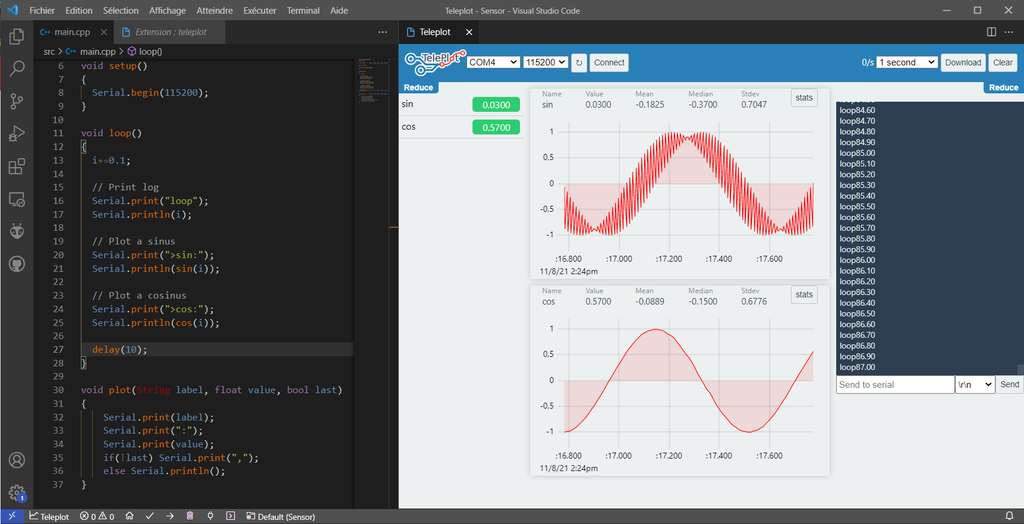 Fichier Edition Sélection Affichage Atteindre Exécuter Terminal Aide
Teleplot - Sensor - Visual Studio Code
main.cpp
Extension : teleplot
src > main.cpp > loop()
6 void setup()
7 {
8 Serial.begin(115200);
9 }
10
11 void loop()
12 {
13 i+=0.1;
14
15 // Print log
16 Serial.print("loop");
17 Serial.println(i);
18
19 // Plot a sinus
20 Serial.print(">sin:");
21 Serial.println(sin(i));
22
23 // Plot a cosinus
24 Serial.print(">cos:");
25 Serial.println(cos(i));
26
27 delay(10);
28 }
29
30 void plot(String label, float value, bool last)
31 {
32 Serial.print(label);
33 Serial.print(":");
34 Serial.print(value);
35 if(!last) Serial.print(",");
36 else Serial.println();
37 }
Teleplot
TelePlot
COM4 115200 Connect
0/s 1 second Download Clear
Reduce
sin 0.0300
cos 0.5700
Name Value Mean Median Stdev
sin 0.0300 -0.1825 -0.3700 0.7047
stats
1
0.5
0
-0.5
-1
:16.800 :17.000 :17.200 :17.400 :17.600
11/8/21 2:24pm
Name Value Mean Median Stdev
cos 0.5700 -0.0889 -0.1500 0.6776
stats
1
0.5
0
-0.5
-1
:16.800 :17.000 :17.200 :17.400 :17.600
11/8/21 2:24pm
Reduce
loop84.60
loop84.70
loop84.80
loop84.90
loop85.00
loop85.10
loop85.20
loop85.30
loop85.40
loop85.50
loop85.60
loop85.70
loop85.80
loop85.90
loop86.00
loop86.10
loop86.20
loop86.30
loop86.40
loop86.50
loop86.60
loop86.70
loop86.80
loop86.90
loop87.00
Send to serial \r\n Send
1
Teleplot 0 0 Default (Sensor)